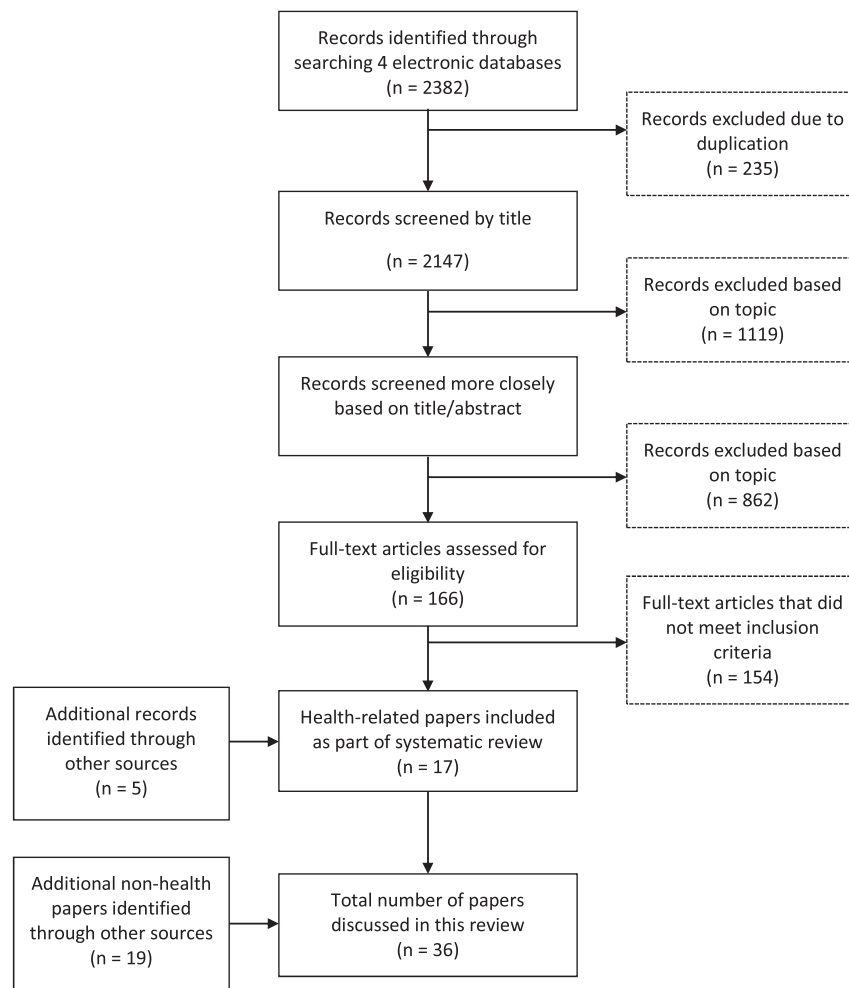 Records identified through
searching 4 electronic databases
(n = 2382)
Records excluded due to
duplication
(n = 235)
Records screened by title
(n = 2147)
Records excluded based
on topic
(n = 1119)
Records screened more closely
based on title/abstract
Records excluded based
on topic
(n = 862)
Full-text articles assessed for
eligibility
(n = 166)
Full-text articles that did
not meet inclusion
criteria
(n = 154)
Additional records
identified through
other sources
(n = 5)
Health-related papers included
as part of systematic review
(n = 17)
Additional non-health
papers identified
through other sources
(n = 19)
Total number of papers
discussed in this review
(n = 36